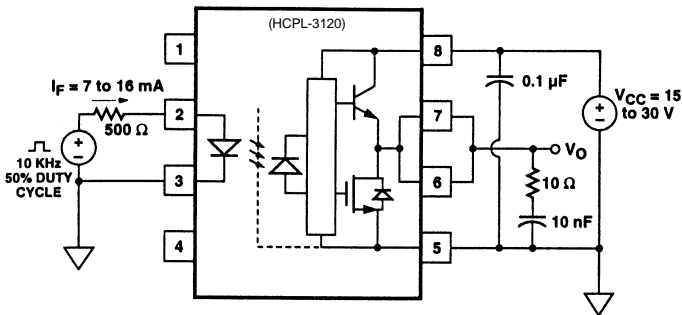 (HCPL-3120)
1
8
I_F = 7 to 16 mA
0.1 µF
V_CC = 15
to 30 V
2
7
500 Ω
+
–
+
–
10 KHz
50% DUTY
CYCLE
3
6
V_O
10 Ω
10 nF
4
5